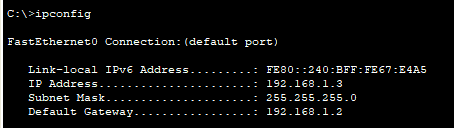 C:\>ipconfig
FastEthernet0 Connection:(default port)
Link-local IPv6 Address.........: FE80::240:BFF:FE67:E4A5
IP Address......................: 192.168.1.3
Subnet Mask.....................: 255.255.255.0
Default Gateway.................: 192.168.1.2